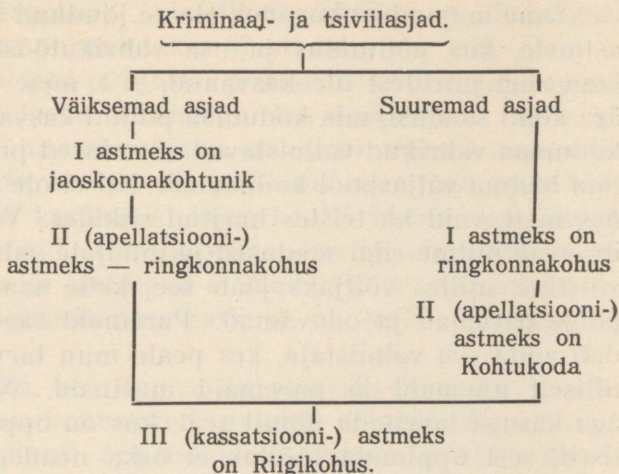 Kriminaal- ja tsiviilasjad.
Väiksemad asjad
I astmeks on
jaoskonnakohtunik
II (apellatsiooni-)
astmeks — ringkonnakohus
Suuremad asjad
I astmeks on
ringkonnakohus
II (apellatsiooni-)
astmeks on
Kohtukoda
III (kassatsiooni-) astmeks
on Riigikohus.